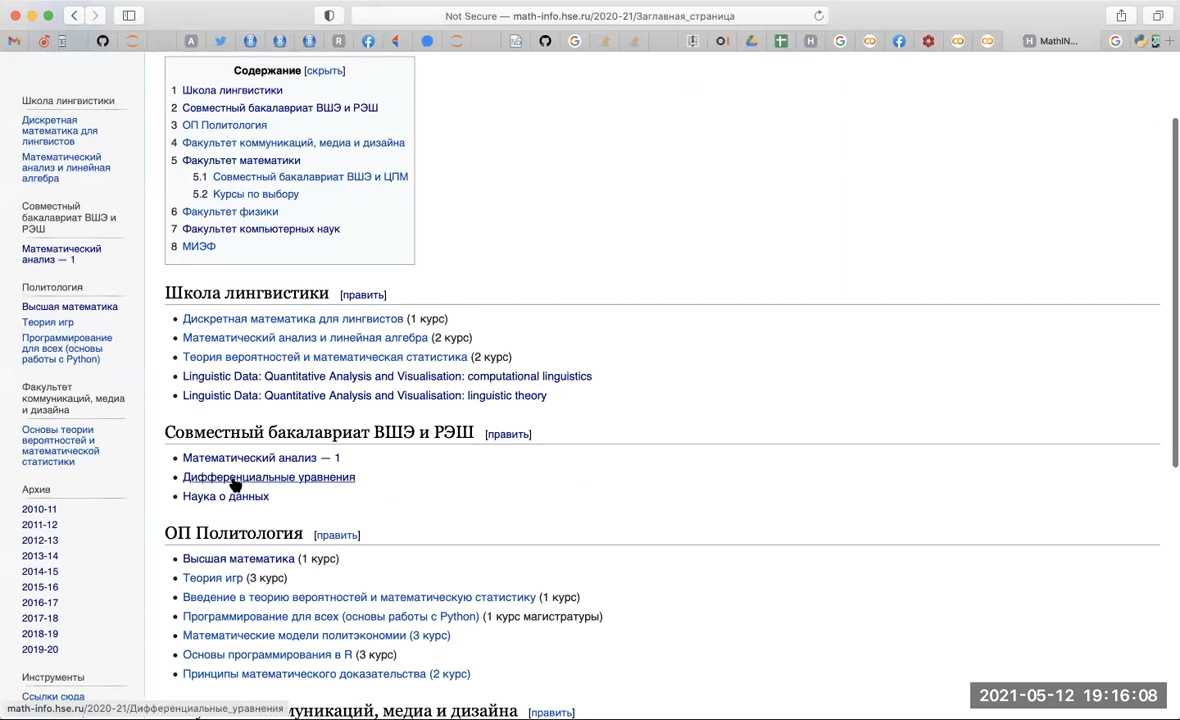 Not Secure — math-info.hse.ru/2020-21/Заглавная_страница
MathIN...
Содержание [скрыть]
1 Школа лингвистики
2 Совместный бакалавриат ВШЭ и РЭШ
3 ОП Политология
4 Факультет коммуникаций, медиа и дизайна
5 Факультет математики
5.1 Совместный бакалавриат ВШЭ и ЦПМ
5.2 Курсы по выбору
6 Факультет физики
7 Факультет компьютерных наук
8 МИЭФ
Школа лингвистики
Дискретная
математика для
лингвистов
Математический
анализ и линейная
алгебра
Совместный
бакалавриат ВШЭ и
РЭШ
Математический
анализ — 1
Политология
Высшая математика
Теория игр
Программирование
для всех (основы
работы с Python)
Факультет
коммуникаций, медиа
и дизайна
Основы теории
вероятностей и
математической
статистики
Архив
2010-11
2011-12
2012-13
2013-14
2014-15
2015-16
2016-17
2017-18
2018-19
2019-20
Инструменты
Ссылки сюда
Школа лингвистики [править]
Дискретная математика для лингвистов (1 курс)
Математический анализ и линейная алгебра (2 курс)
Теория вероятностей и математическая статистика (2 курс)
Linguistic Data: Quantitative Analysis and Visualisation: computational linguistics
Linguistic Data: Quantitative Analysis and Visualisation: linguistic theory
Совместный бакалавриат ВШЭ и РЭШ [править]
Математический анализ — 1
Дифференциальные уравнения
Наука о данных
ОП Политология [править]
Высшая математика (1 курс)
Теория игр (3 курс)
Введение в теорию вероятностей и математическую статистику (1 курс)
Программирование для всех (основы работы с Python) (1 курс магистратуры)
Математические модели политэкономии (3 курс)
Основы программирования в R (3 курс)
Принципы математического доказательства (2 курс)
муникаций, медиа и дизайна [править]
math-info.hse.ru/2020-21/Дифференциальные_уравнения
2021-05-12 19:16:08